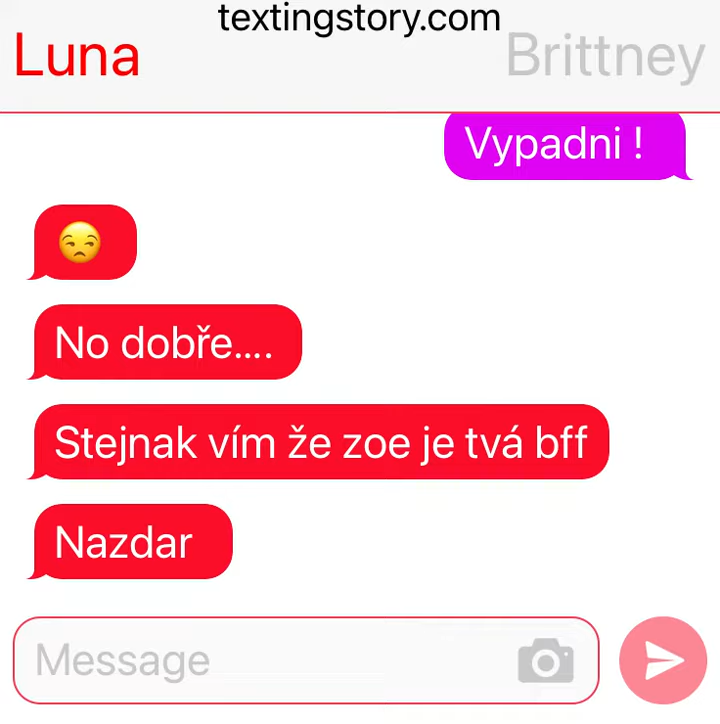 textingstory.com
Luna Brittney
Vypadni !
😒
No dobře....
Stejnak vím že zoe je tvá bff
Nazdar
Message